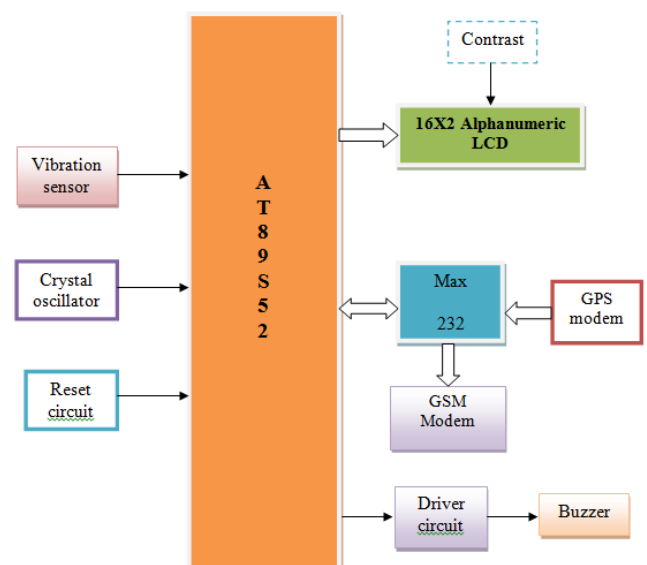 Contrast
16X2 Alphanumeric
LCD
Vibration
sensor
A
T
8
9
S
5
2
Crystal
oscillator
Max
232
GPS
modem
Reset
circuit
GSM
Modem
Driver
circuit
Buzzer